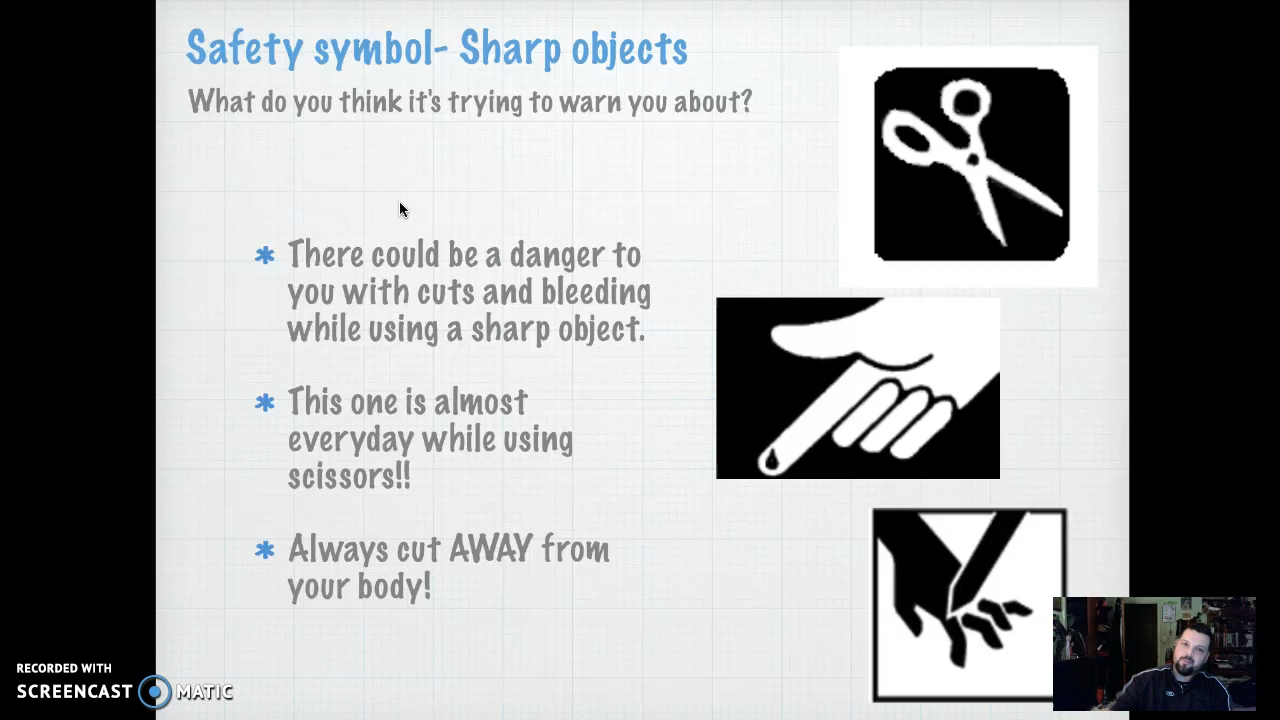 Safety symbol- Sharp objects
What do you think it's trying to warn you about?
* There could be a danger to
you with cuts and bleeding
while using a sharp object.
* This one is almost
everyday while using
scissors!!
* Always cut AWAY from
your body!
RECORDED WITH
SCREENCAST MATIC